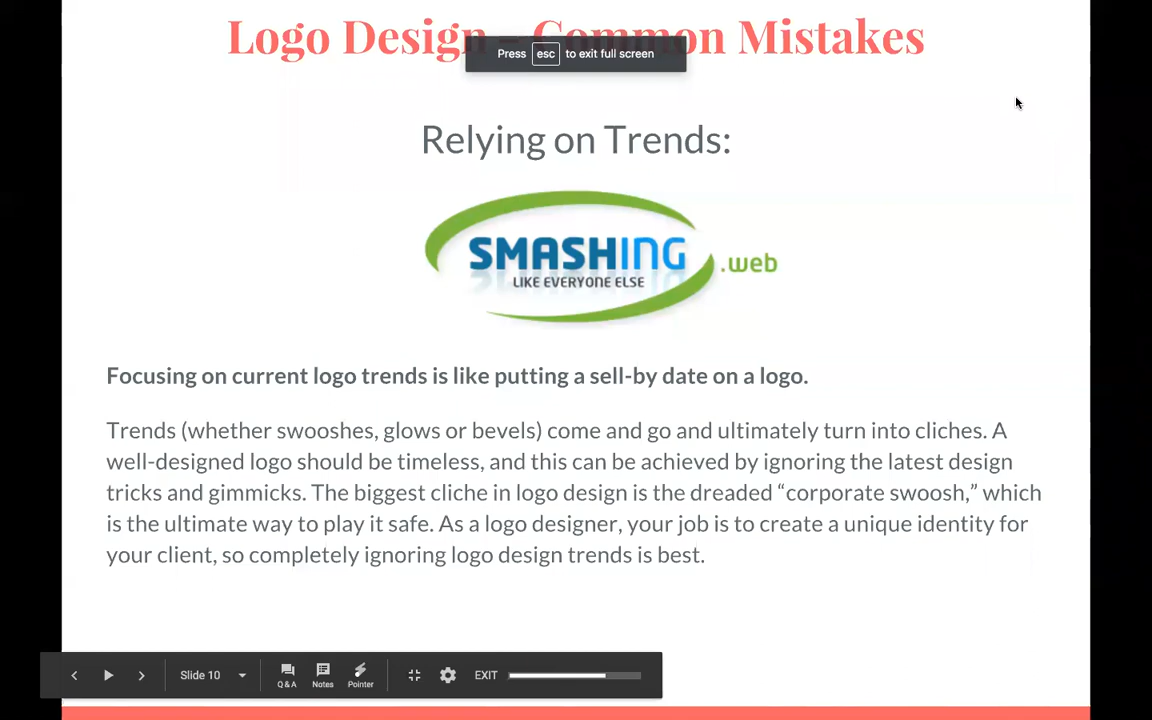 Logo Design – Common Mistakes
Press esc to exit full screen
Relying on Trends:
SMASHING
.web
LIKE EVERYONE ELSE
Focusing on current logo trends is like putting a sell-by date on a logo.
Trends (whether swooshes, glows or bevels) come and go and ultimately turn into cliches. A
well-designed logo should be timeless, and this can be achieved by ignoring the latest design
tricks and gimmicks. The biggest cliche in logo design is the dreaded “corporate swoosh,” which
is the ultimate way to play it safe. As a logo designer, your job is to create a unique identity for
your client, so completely ignoring logo design trends is best.
Slide 10
Q & A
Notes
Pointer
EXIT